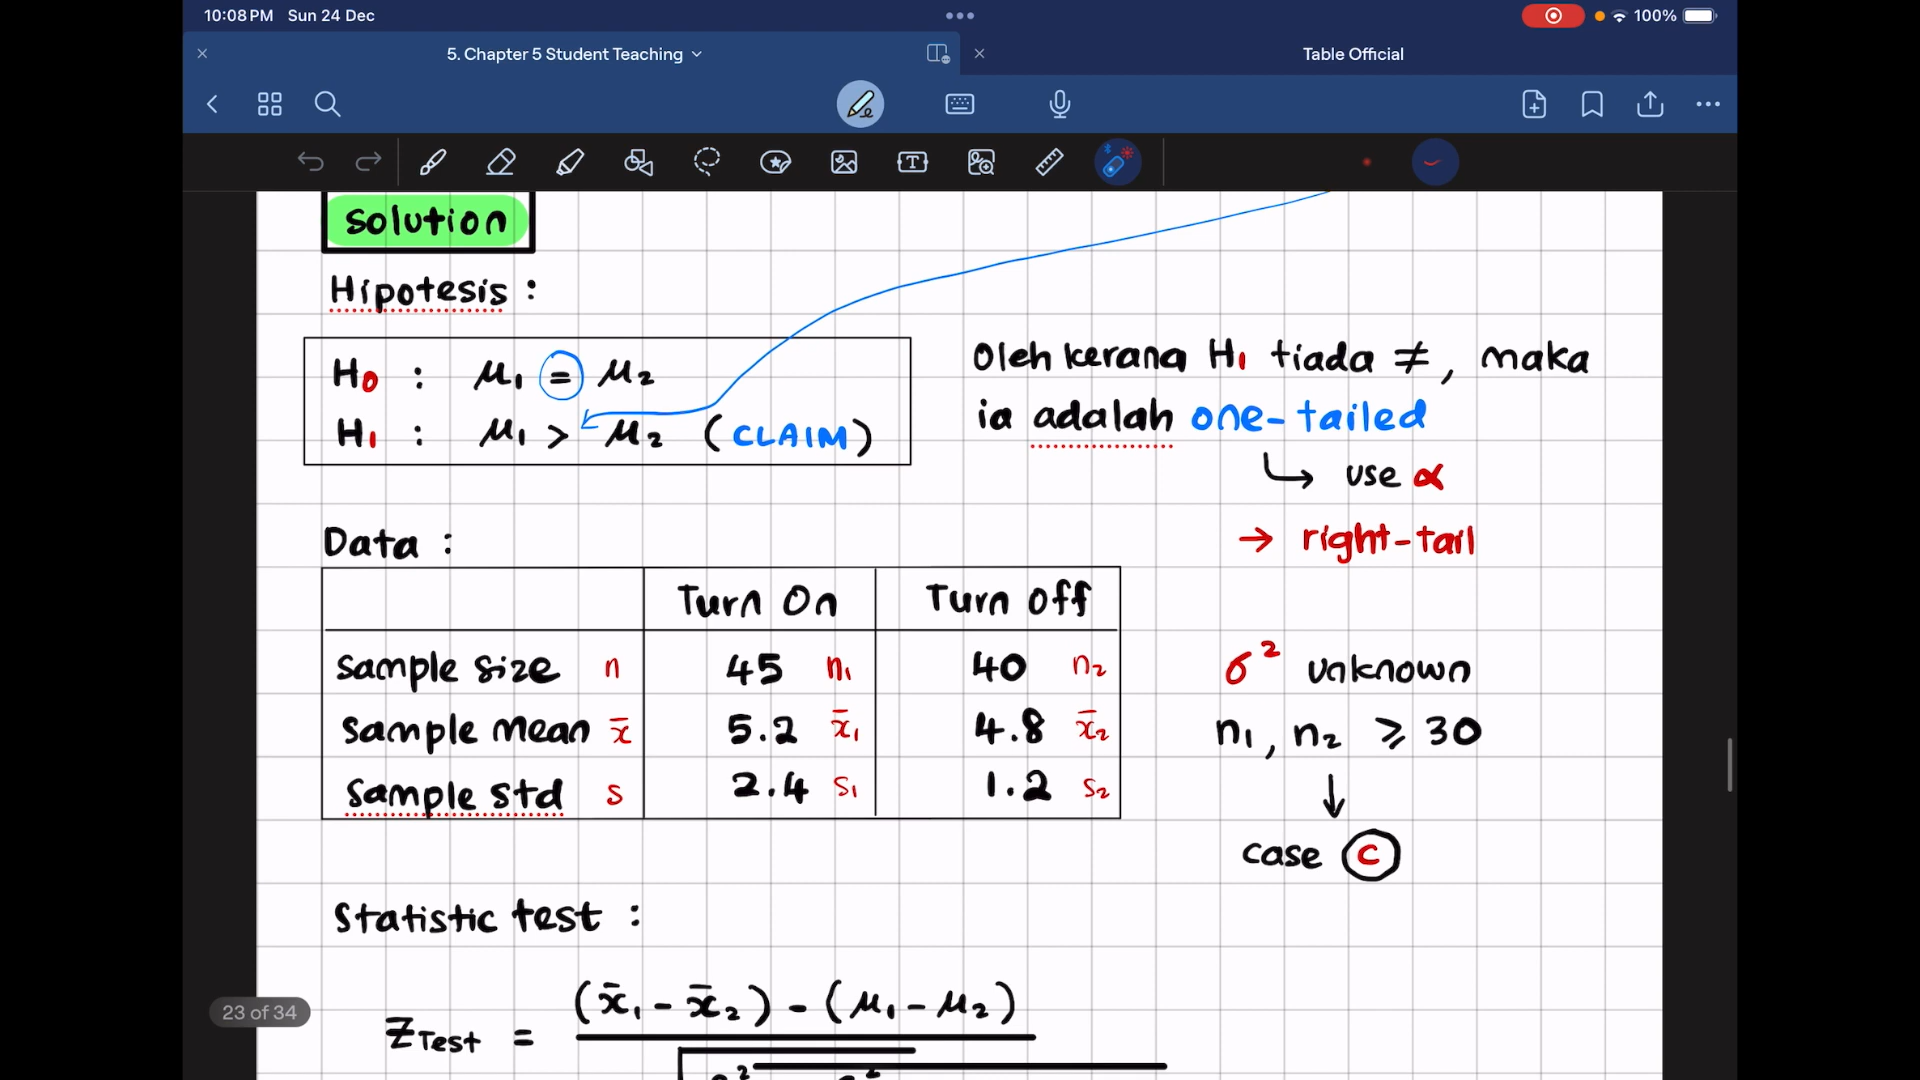 10:08 PM Sun 24 Dec
100%
5. Chapter 5 Student Teaching
Table Official
solution
Hipotesis :
H0 : μ1 = μ2
H1 : μ1 > μ2 (CLAIM)
Oleh kerana H1 tiada ≠, maka
ia adalah one-tailed
↳ use α
→ right-tail
Data :
Turn On Turn off
sample size n 45 n1 40 n2
sample mean x̄ 5.2 x̄1 4.8 x̄2
sample std s 2.4 s1 1.2 s2
σ² unknown
n1, n2 ⩾ 30
↓
case C
Statistic test :
ZTest = (x̄1 - x̄2) - (μ1 - μ2)
23 of 34